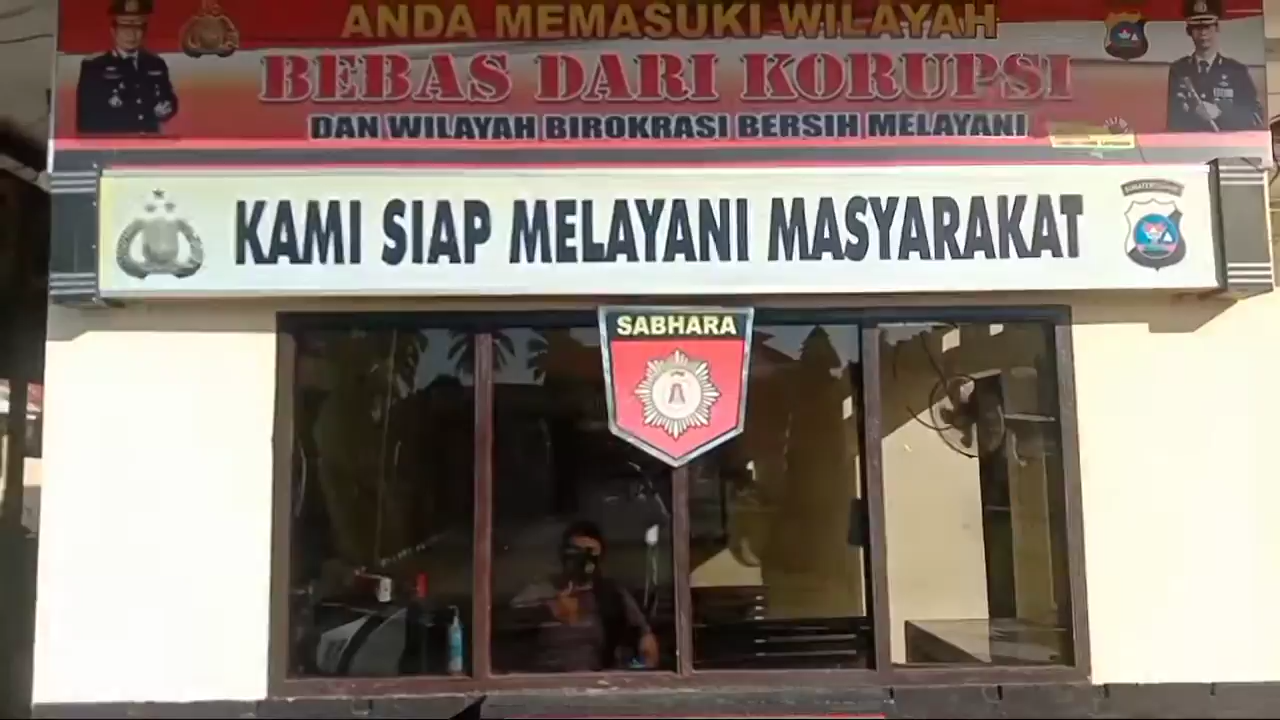 ANDA MEMASUKI WILAYAH
BEBAS DARI KORUPSI
DAN WILAYAH BIROKRASI BERSIH MELAYANI
KAMI SIAP MELAYANI MASYARAKAT
SABHARA